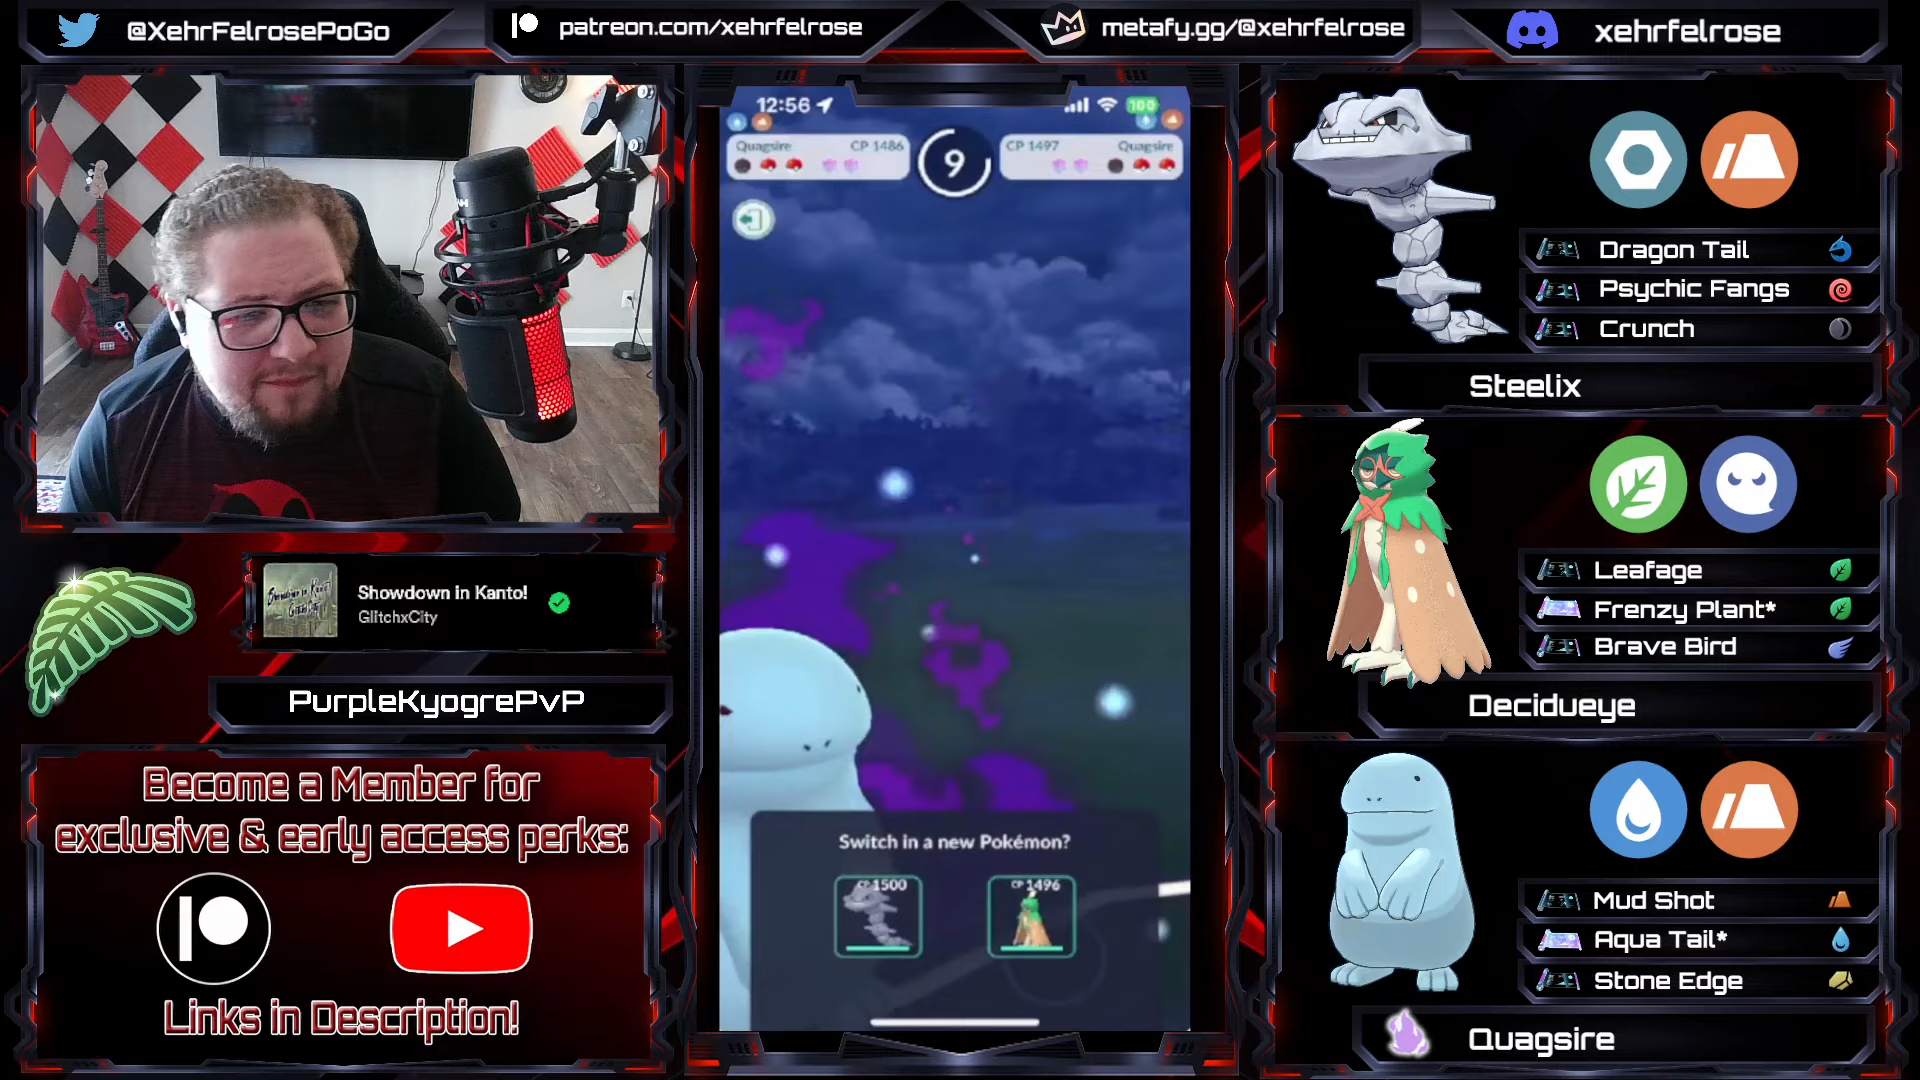 @XehrFelrosePoGo
patreon.com/xehrfelrose
metafy.gg/@xehrfelrose
xehrfelrose
12:56
100
Quagsire CP 1486
9
CP 1497 Quagsire
Dragon Tail
Psychic Fangs
Crunch
Steelix
Leafage
Frenzy Plant*
Brave Bird
Decidueye
Mud Shot
Aqua Tail*
Stone Edge
Quagsire
Showdown in Kanto!
GlitchxCity
PurpleKyogrePvP
Become a Member for
exclusive & early access perks:
Links in Description!
Switch in a new Pokémon?
CP 1500
CP 1496